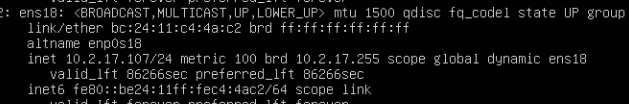 2: ens18: <BROADCAST,MULTICAST,UP,LOWER_UP> mtu 1500 qdisc fq_codel state UP group
link/ether bc:24:11:c4:4a:c2 brd ff:ff:ff:ff:ff:ff
altname enp0s18
inet 10.2.17.107/24 metric 100 brd 10.2.17.255 scope global dynamic ens18
valid_lft 86266sec preferred_lft 86266sec
inet6 fe80::be24:11ff:fec4:4ac2/64 scope link